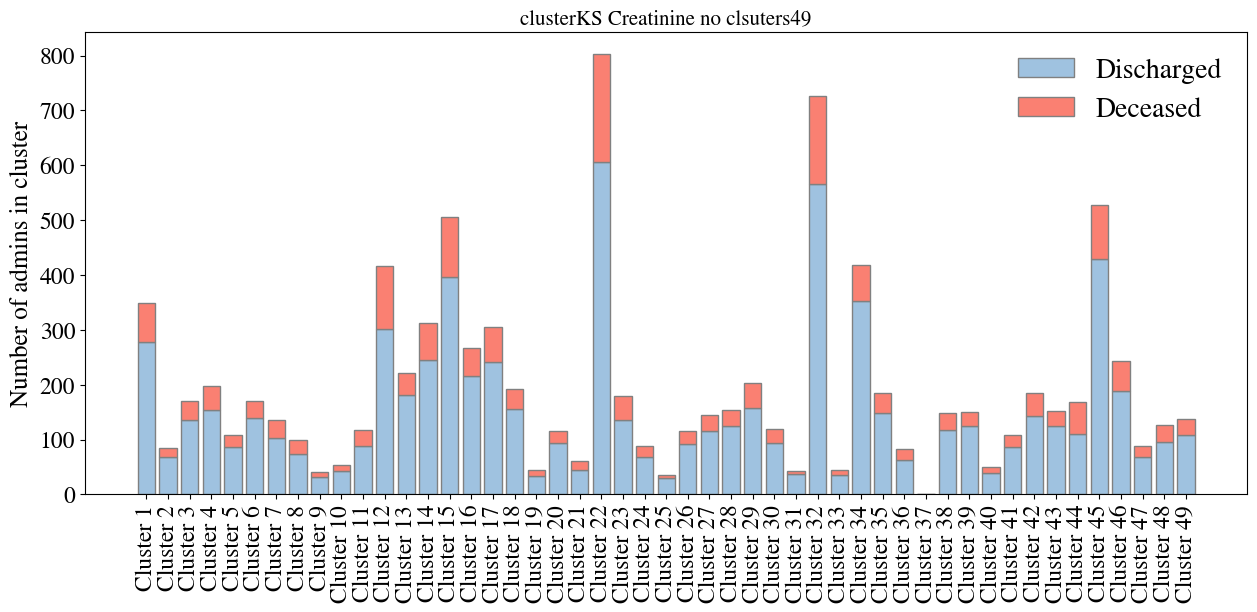 clusterKS Creatinine no clsuters49
Number of admins in cluster
800
700
600
500
400
300
200
100
0
Discharged
Deceased
Cluster 1
Cluster 2
Cluster 3
Cluster 4
Cluster 5
Cluster 6
Cluster 7
Cluster 8
Cluster 9
Cluster 10
Cluster 11
Cluster 12
Cluster 13
Cluster 14
Cluster 15
Cluster 16
Cluster 17
Cluster 18
Cluster 19
Cluster 20
Cluster 21
Cluster 22
Cluster 23
Cluster 24
Cluster 25
Cluster 26
Cluster 27
Cluster 28
Cluster 29
Cluster 30
Cluster 31
Cluster 32
Cluster 33
Cluster 34
Cluster 35
Cluster 36
Cluster 37
Cluster 38
Cluster 39
Cluster 40
Cluster 41
Cluster 42
Cluster 43
Cluster 44
Cluster 45
Cluster 46
Cluster 47
Cluster 48
Cluster 49